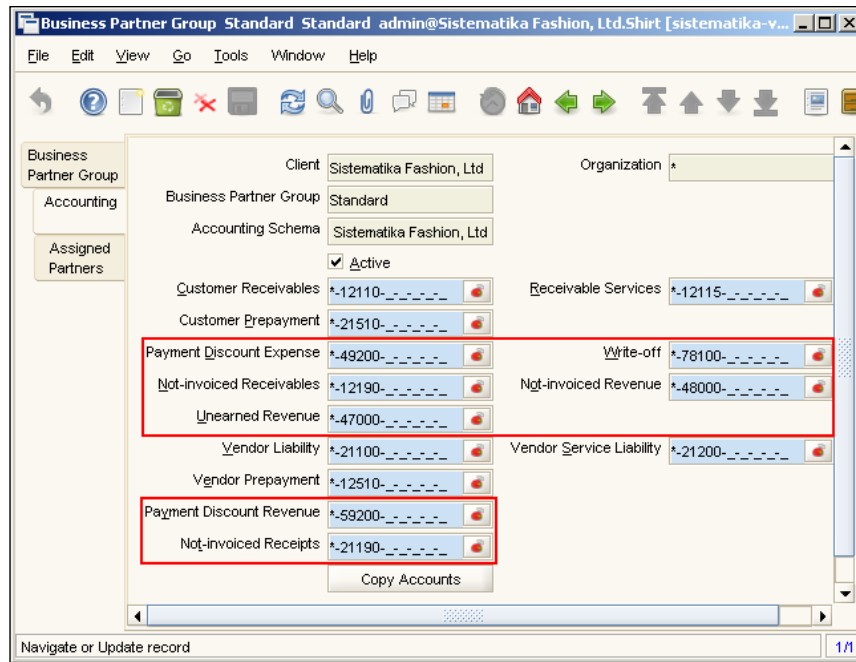 Business Partner Group Standard Standard admin@Sistematika Fashion, Ltd.Shirt [sistematika-v...
File Edit View Go Tools Window Help
Business Partner Group
Accounting
Assigned Partners
Client Sistematika Fashion, Ltd Organization *
Business Partner Group Standard
Accounting Schema Sistematika Fashion, Ltd
Active
Customer Receivables *-12110-_-_-_-_-_ Receivable Services *-12115-_-_-_-_-_
Customer Prepayment *-21510-_-_-_-_-_
Payment Discount Expense *-49200-_-_-_-_-_ Write-off *-78100-_-_-_-_-_
Not-invoiced Receivables *-12190-_-_-_-_-_ Not-invoiced Revenue *-48000-_-_-_-_-_
Unearned Revenue *-47000-_-_-_-_-_
Vendor Liability *-21100-_-_-_-_-_ Vendor Service Liability *-21200-_-_-_-_-_
Vendor Prepayment *-12510-_-_-_-_-_
Payment Discount Revenue *-59200-_-_-_-_-_
Not-invoiced Receipts *-21190-_-_-_-_-_
Copy Accounts
Navigate or Update record 1/1